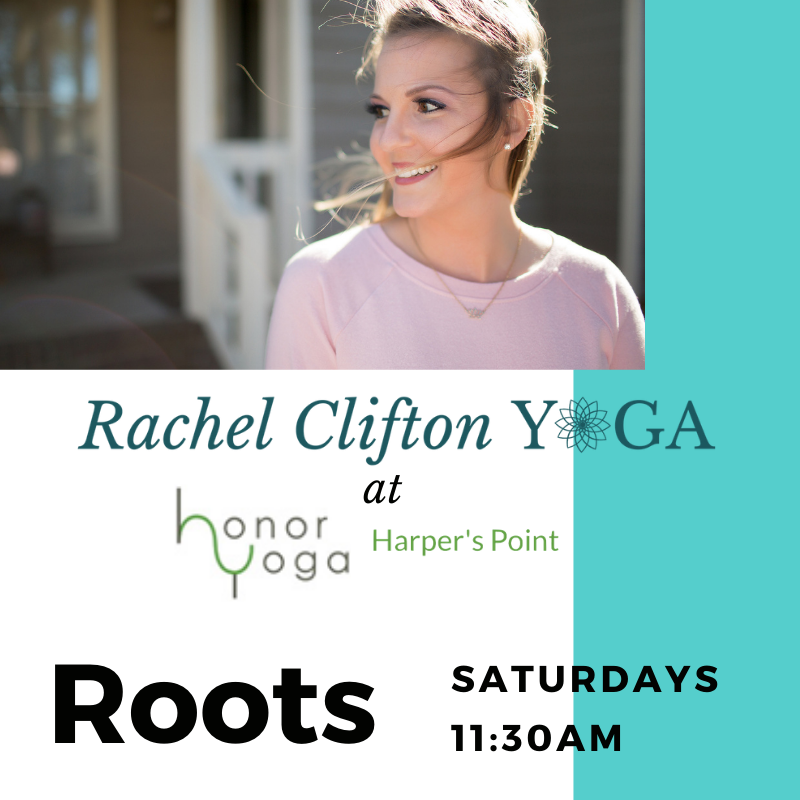 Rachel Clifton YOGA
at
honor
yoga
Harper's Point
Roots
SATURDAYS
11:30AM